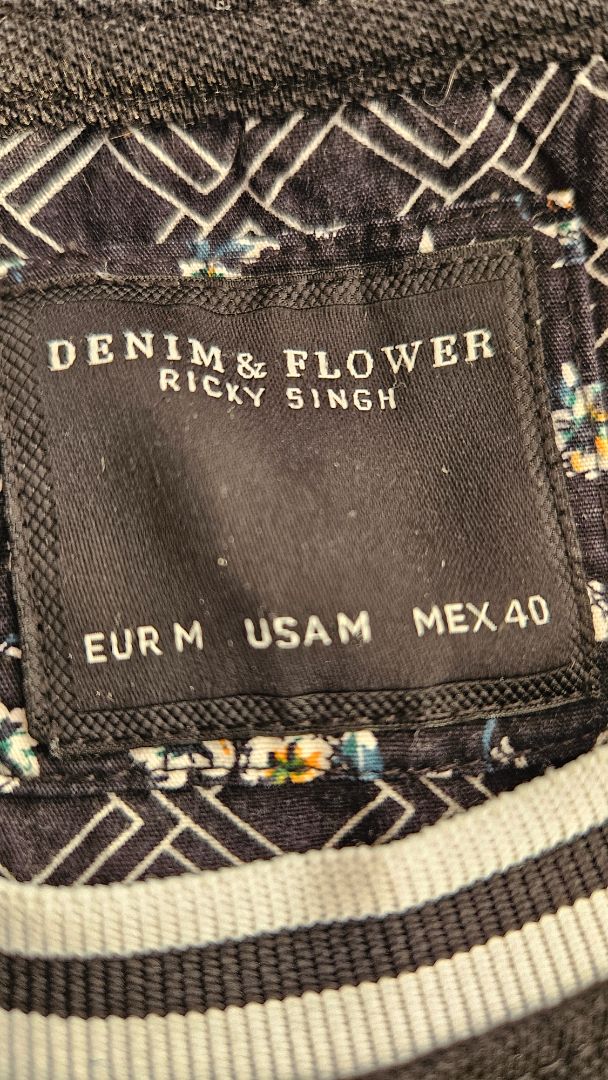 DENIM & FLOWER
RICKY SINGH
EUR M USA M MEX 40